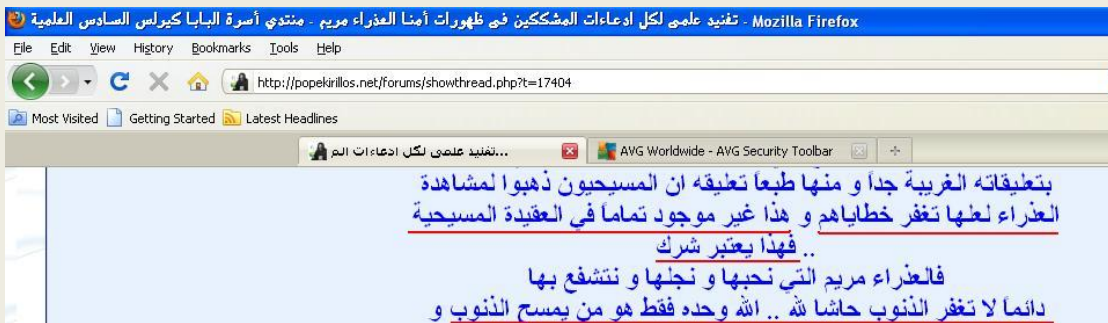 تفنيد علمى لكل ادعاءات المشككين فى ظهورات أمنا العذراء مريم - منتدي أسرة البابا كيرلس السادس العلمية - Mozilla Firefox
File Edit View History Bookmarks Tools Help
http://popekirillos.net/forums/showthread.php?t=17404
Most Visited Getting Started Latest Headlines
تفنيد علمى لكل ادعاءات الم... AVG Worldwide - AVG Security Toolbar
بتعليقاته الغريبة جداً و منها طبعاً تعليقه ان المسيحيون ذهبوا لمشاهدة
العذراء لعلها تغفر خطاياهم و هذا غير موجود تماماً في العقيدة المسيحية
.. فهذا يعتبر شرك
فالعذراء مريم التي نحبها و نجلها و نتشفع بها
دائماً لا تغفر الذنوب حاشا لله .. الله وحده فقط هو من يمسح الذنوب و